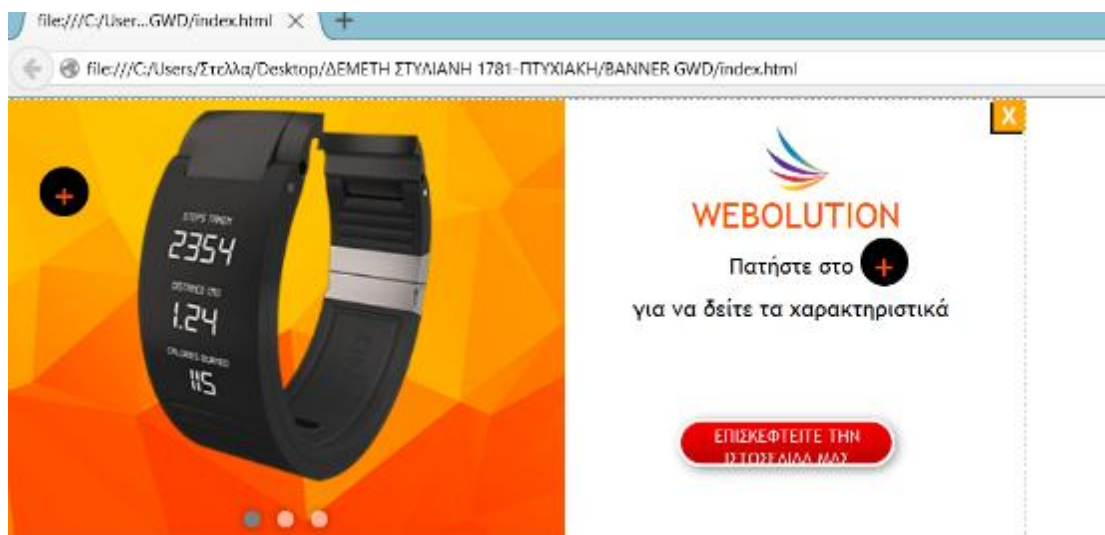 file:///C:/User...GWD/index.html
file:///C:/Users/Στελλα/Desktop/ΔΕΜΕΤΗ ΣΤΥΛΙΑΝΗ 1781-ΠΤΥΧΙΑΚΗ/BANNER GWD/index.html
X
+
STEPS TAKEN
2354
DISTANCE (MI)
1.24
CALORIES BURNED
115
WEBOLUTION
Πατήστε στο +
για να δείτε τα χαρακτηριστικά
ΕΠΙΣΚΕΦΤΕΙΤΕ ΤΗΝ
ΙΣΤΟΣΕΛΙΔΑ ΜΑΣ